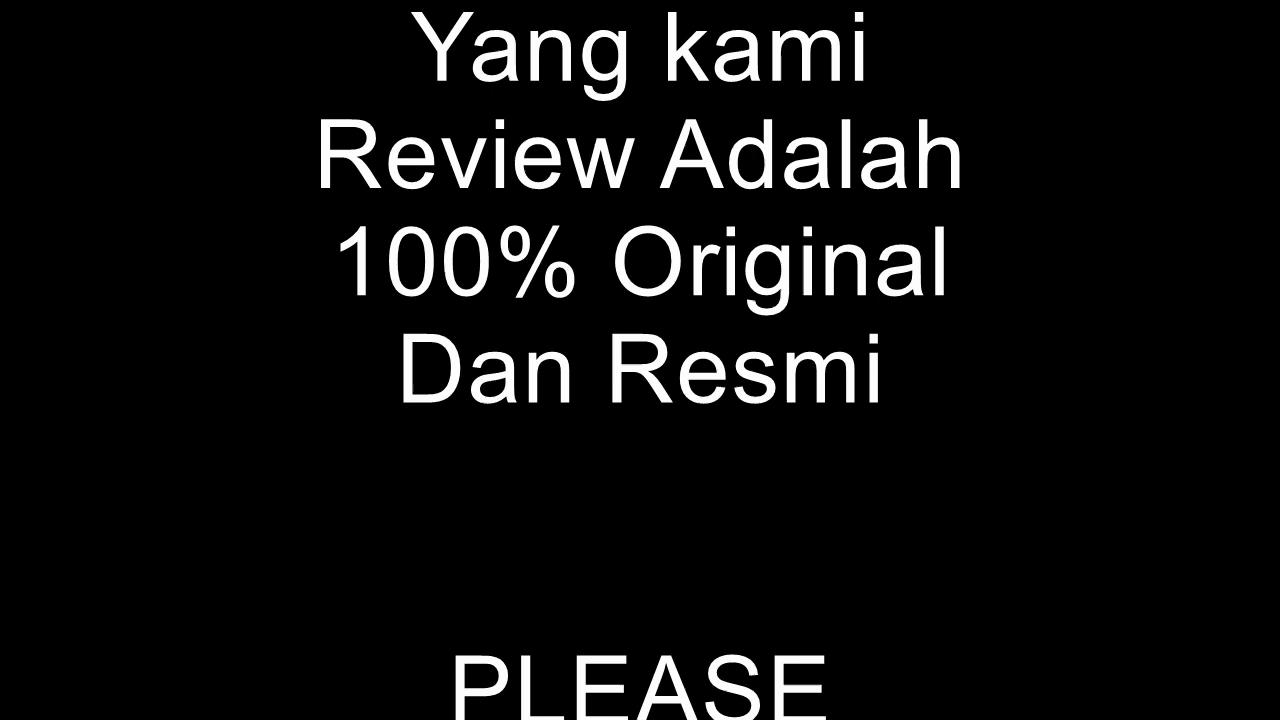 Yang kami
Review Adalah
100% Original
Dan Resmi
PLEASE